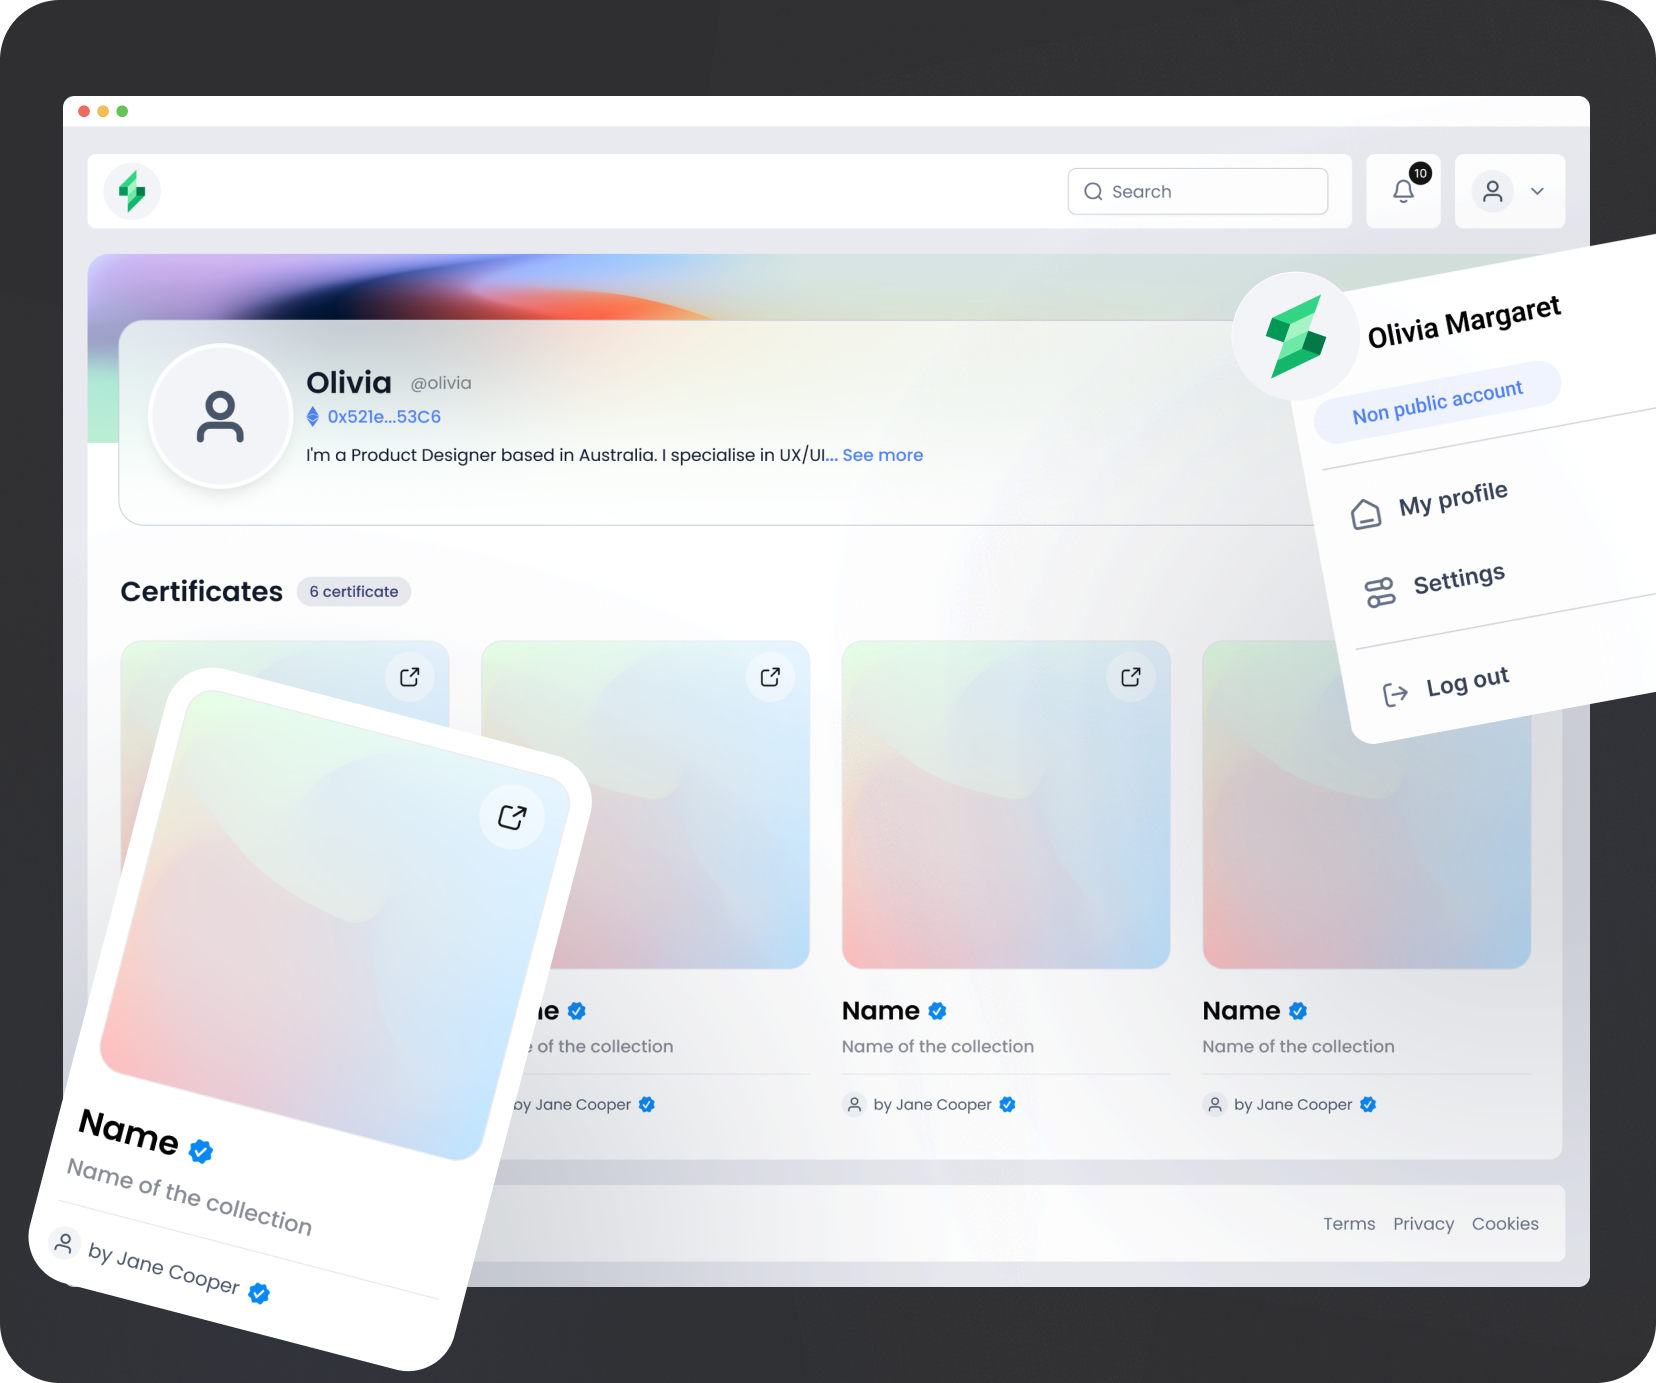 Search
10
Olivia Margaret
Non public account
My profile
Settings
Log out
Olivia @olivia
0x521e...53C6
I'm a Product Designer based in Australia. I specialise in UX/UI... See more
Certificates 6 certificate
Name
Name of the collection
by Jane Cooper
of the collection
by Jane Cooper
Name
Name of the collection
by Jane Cooper
Name
Name of the collection
by Jane Cooper
Terms Privacy Cookies